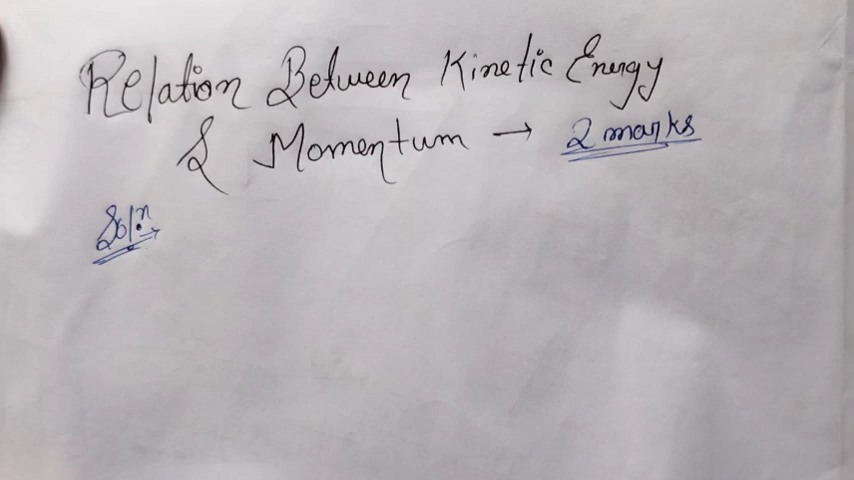 Relation Between Kinetic Energy
& Momentum → 2 marks
Sol.n →